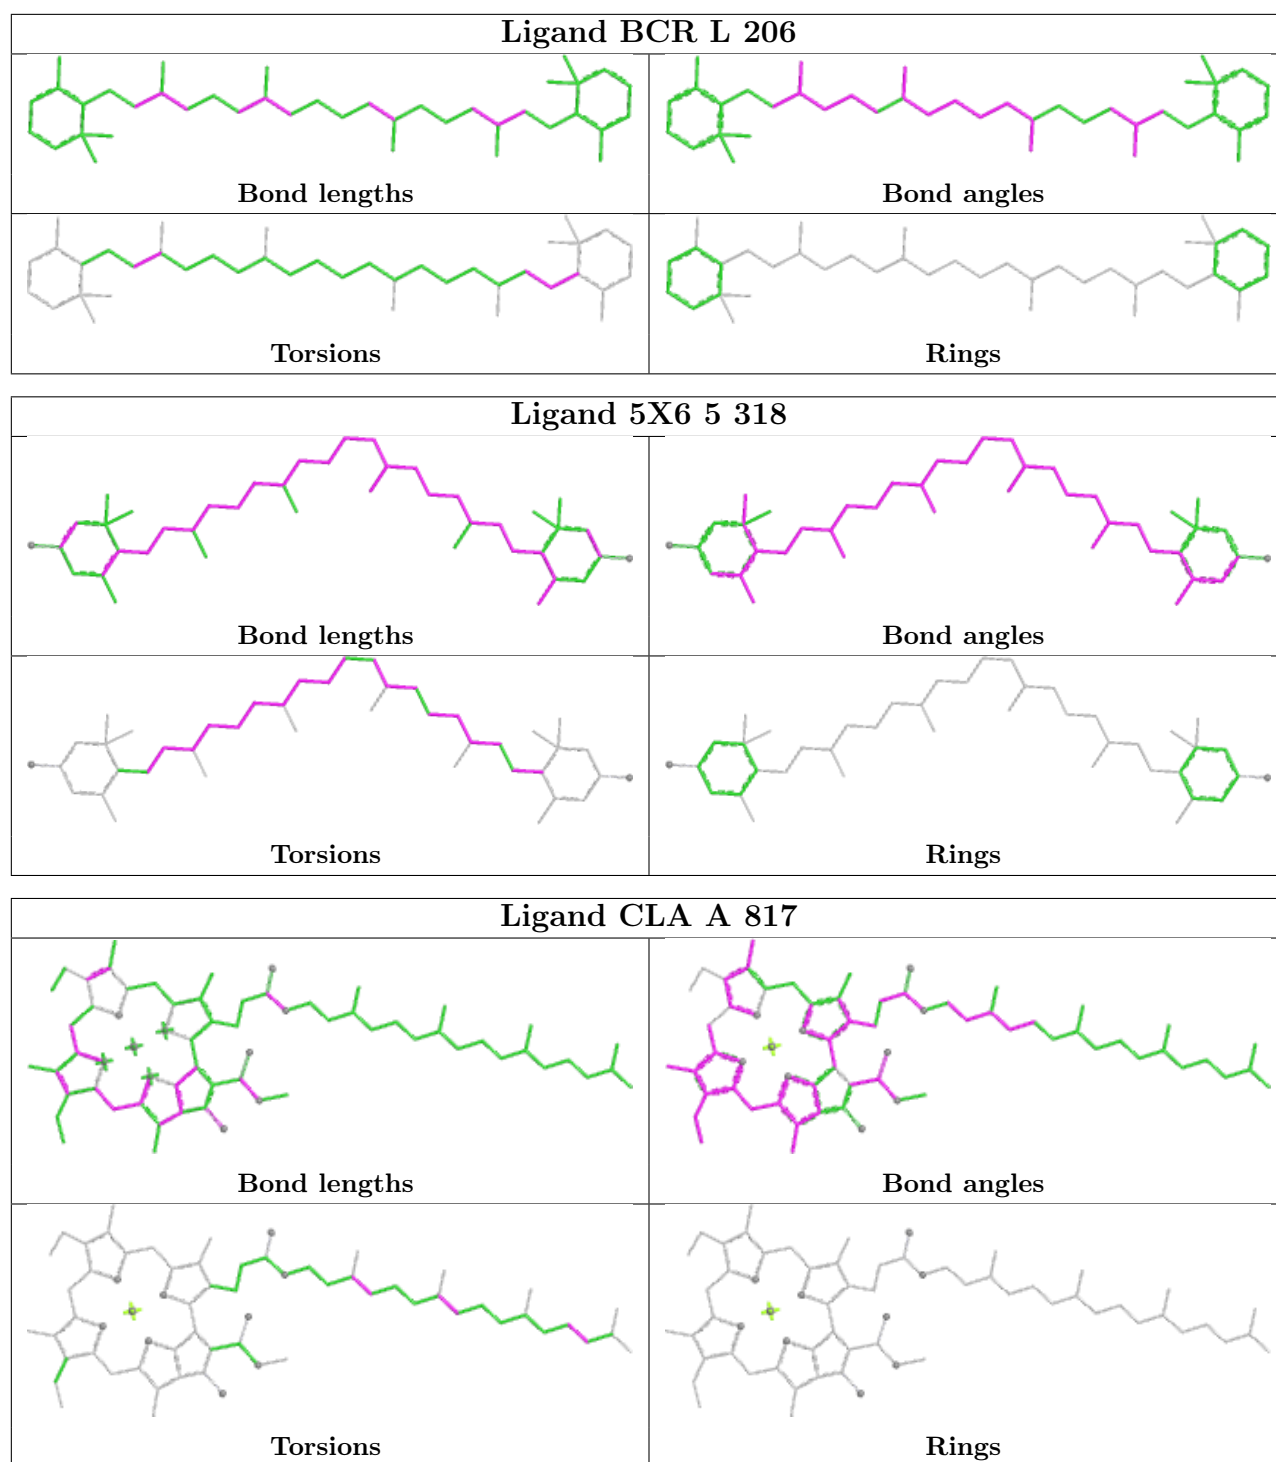 Ligand BCR L 206
Bond lengths
Bond angles
Torsions
Rings
Ligand 5X6 5 318
Bond lengths
Bond angles
Torsions
Rings
Ligand CLA A 817
Bond lengths
Bond angles
Torsions
Rings